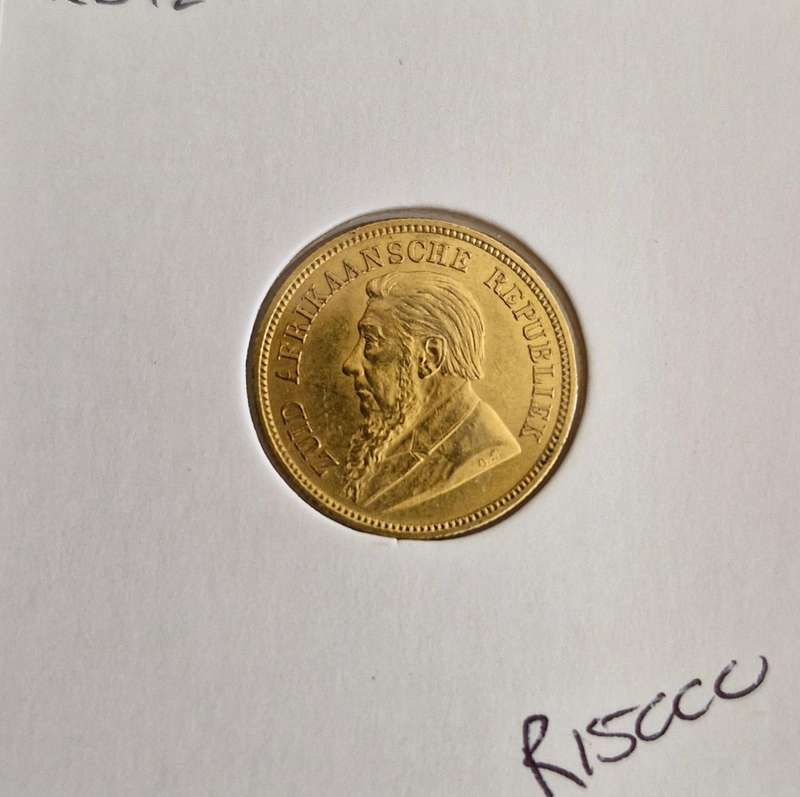 ZUID AFRIKAANSCHE REPUBLIEK
O.S.
R15000